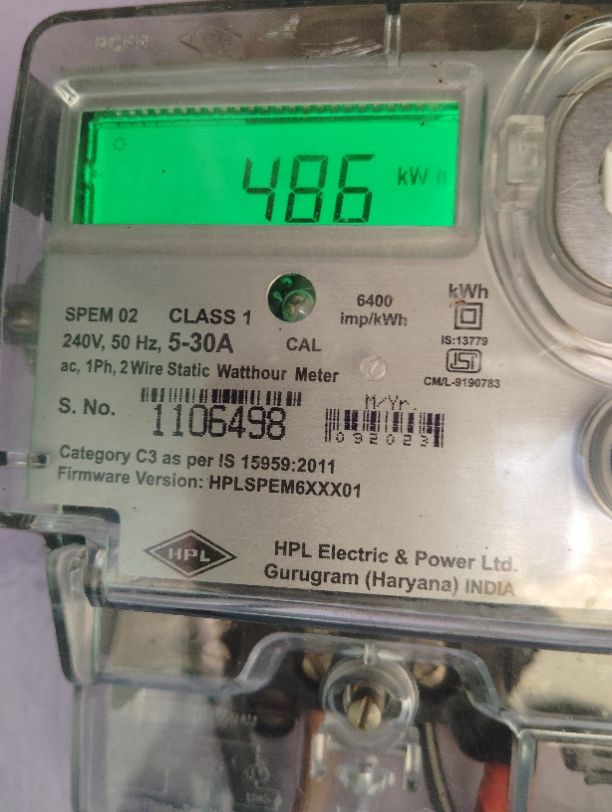 486 kWh
SPEM 02 CLASS 1
6400
imp/kWh
kWh
240V, 50 Hz, 5-30A CAL
IS:13779
ISI
CM/L-9190783
ac, 1Ph, 2 Wire Static Watthour Meter
M/Yr.
S. No. 1106498
092023
Category C3 as per IS 15959:2011
Firmware Version: HPLSPEM6XXX01
HPL
HPL Electric & Power Ltd.
Gurugram (Haryana) INDIA